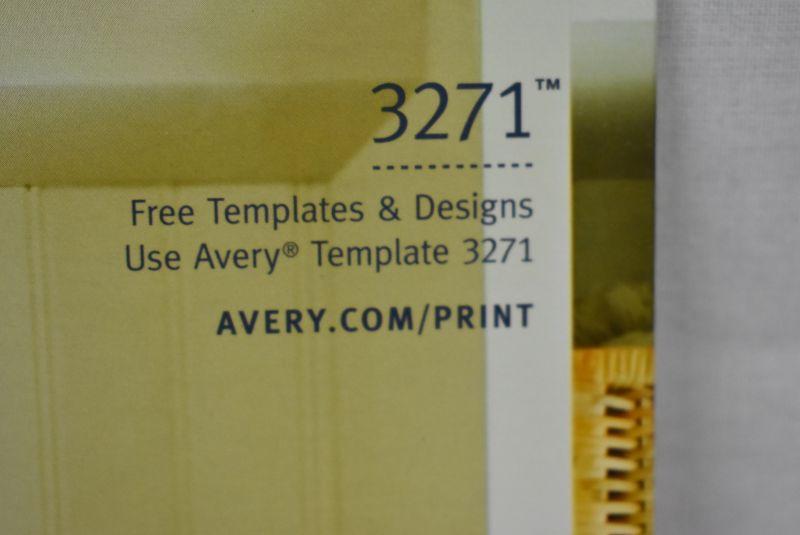 3271™
Free Templates & Designs
Use Avery® Template 3271
AVERY.COM/PRINT